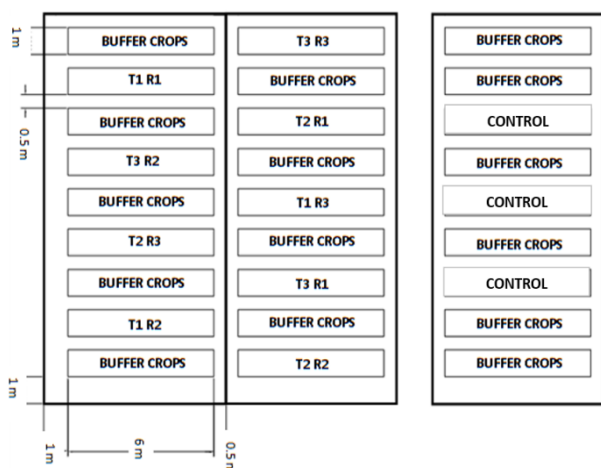 1 m
BUFFER CROPS
T1 R1
0.5 m
BUFFER CROPS
T3 R2
BUFFER CROPS
T2 R3
BUFFER CROPS
T1 R2
BUFFER CROPS
1 m
1 m
6 m
0.5 m
T3 R3
BUFFER CROPS
T2 R1
BUFFER CROPS
T1 R3
BUFFER CROPS
T3 R1
BUFFER CROPS
T2 R2
BUFFER CROPS
BUFFER CROPS
CONTROL
BUFFER CROPS
CONTROL
BUFFER CROPS
CONTROL
BUFFER CROPS
BUFFER CROPS